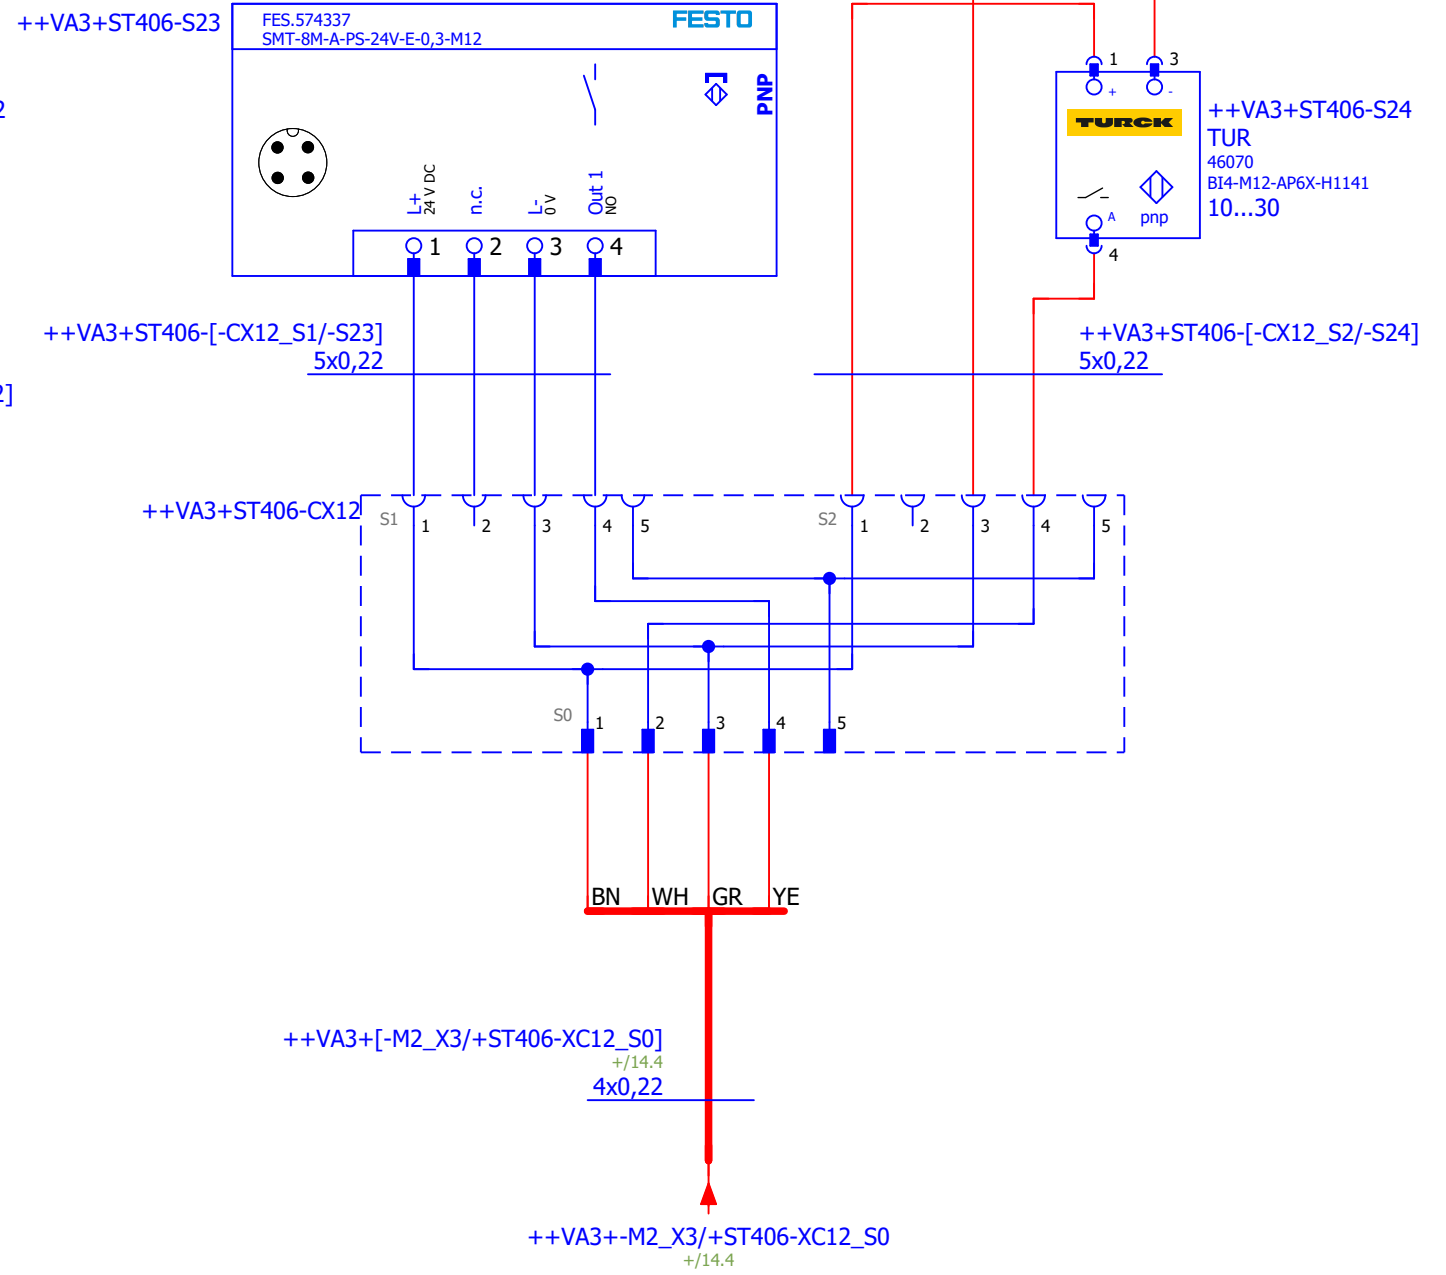 ++VA3+ST406-S23
FES.574337
SMT-8M-A-PS-24V-E-0,3-M12
FESTO
PNP
L+
24 V DC
n.c.
L-
0 V
Out 1
NO
1
2
3
4
1
3
+
-
TURCK
A
pnp
4
++VA3+ST406-S24
TUR
46070
BI4-M12-AP6X-H1141
10...30
2
++VA3+ST406-[-CX12_S1/-S23]
5x0,22
++VA3+ST406-[-CX12_S2/-S24]
5x0,22
2]
++VA3+ST406-CX12
S1
1
2
3
4
5
S2
1
2
3
4
5
S0
1
2
3
4
5
BN
WH
GR
YE
++VA3+[-M2_X3/+ST406-XC12_S0]
+/14.4
4x0,22
++VA3+-M2_X3/+ST406-XC12_S0
+/14.4